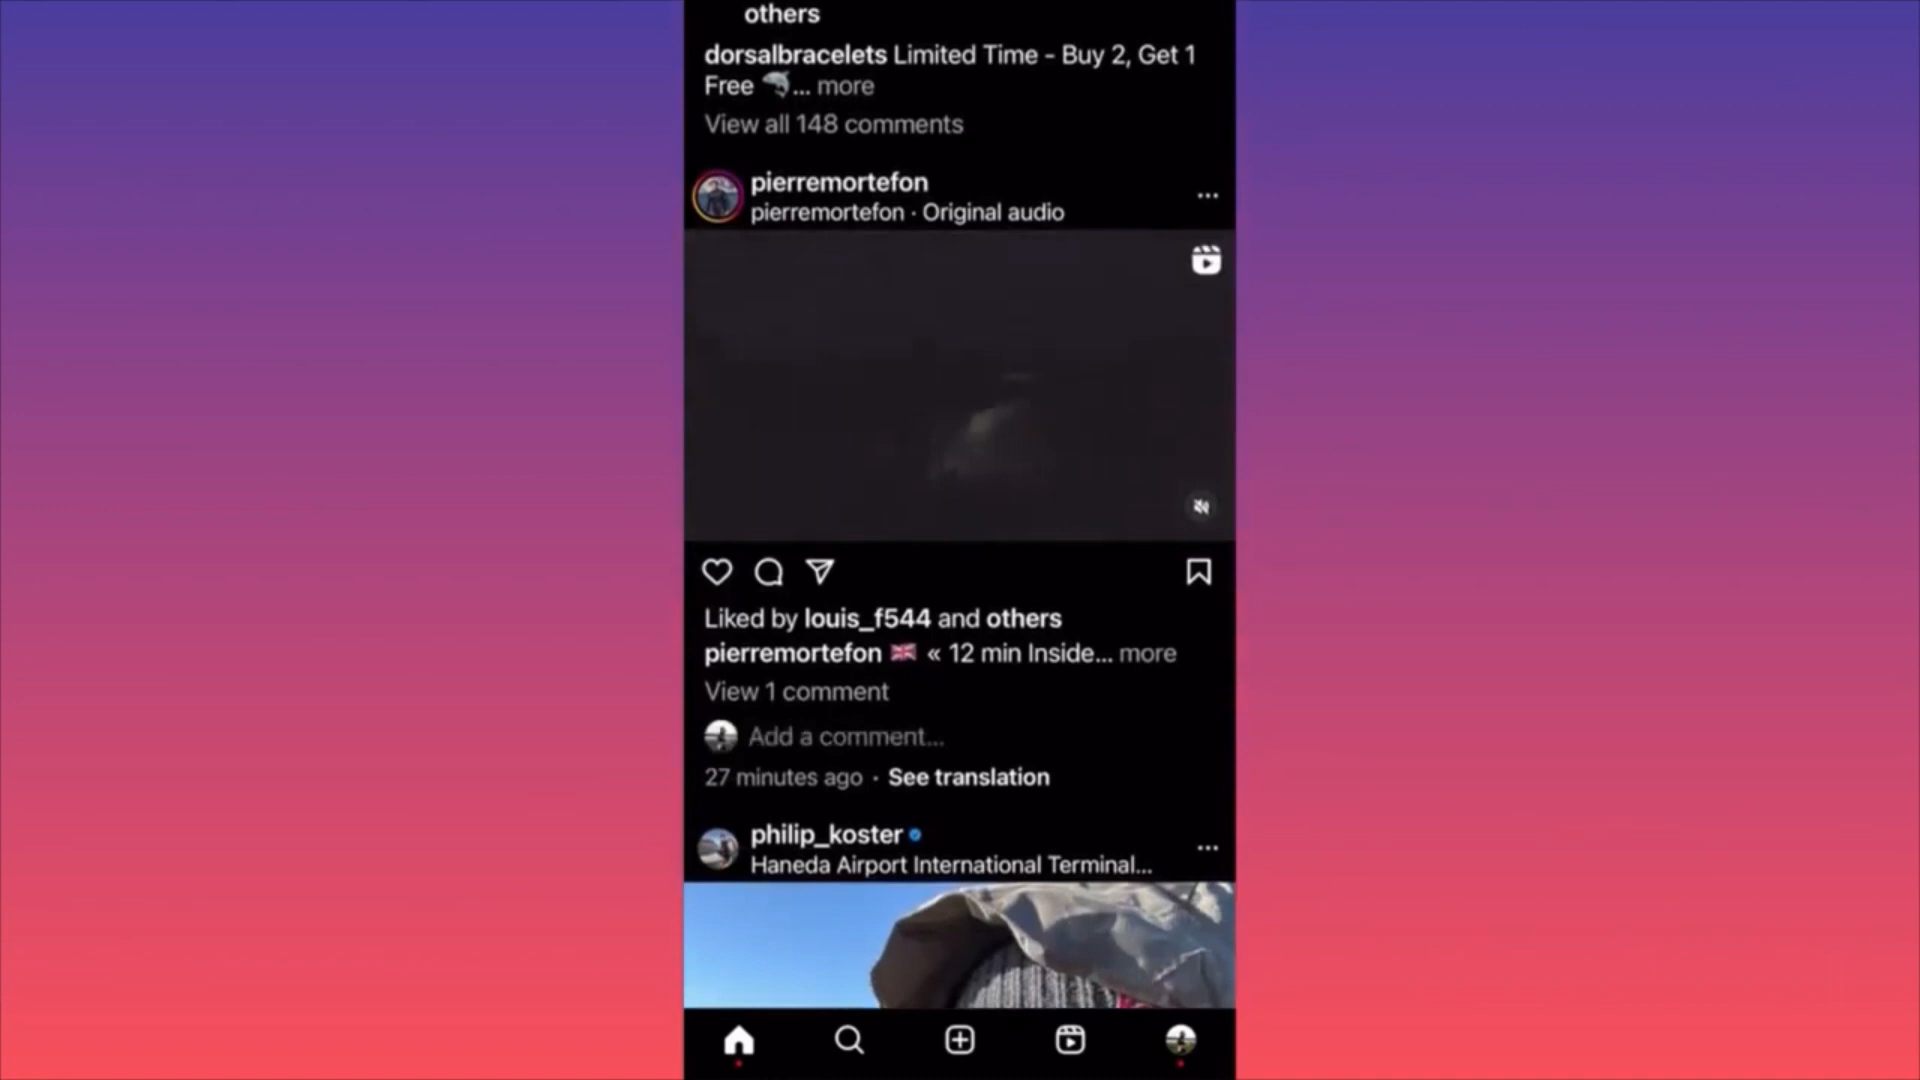 others
dorsalbracelets Limited Time - Buy 2, Get 1
Free 🐬... more
View all 148 comments
pierremortefon
pierremortefon · Original audio
Liked by louis_f544 and others
pierremortefon 🇬🇧 « 12 min Inside... more
View 1 comment
Add a comment...
27 minutes ago · See translation
philip_koster
Haneda Airport International Terminal...